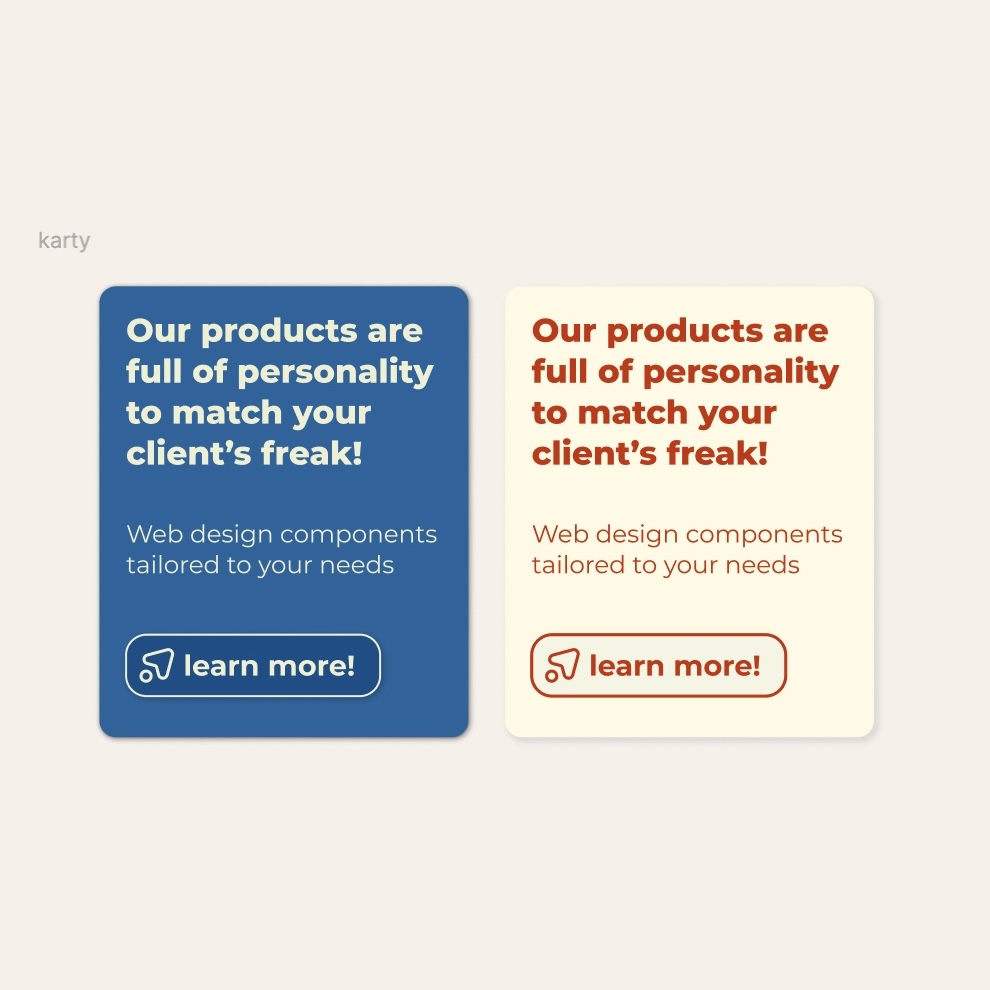 karty
Our products are
full of personality
to match your
client’s freak!
Web design components
tailored to your needs
learn more!
Our products are
full of personality
to match your
client’s freak!
Web design components
tailored to your needs
learn more!